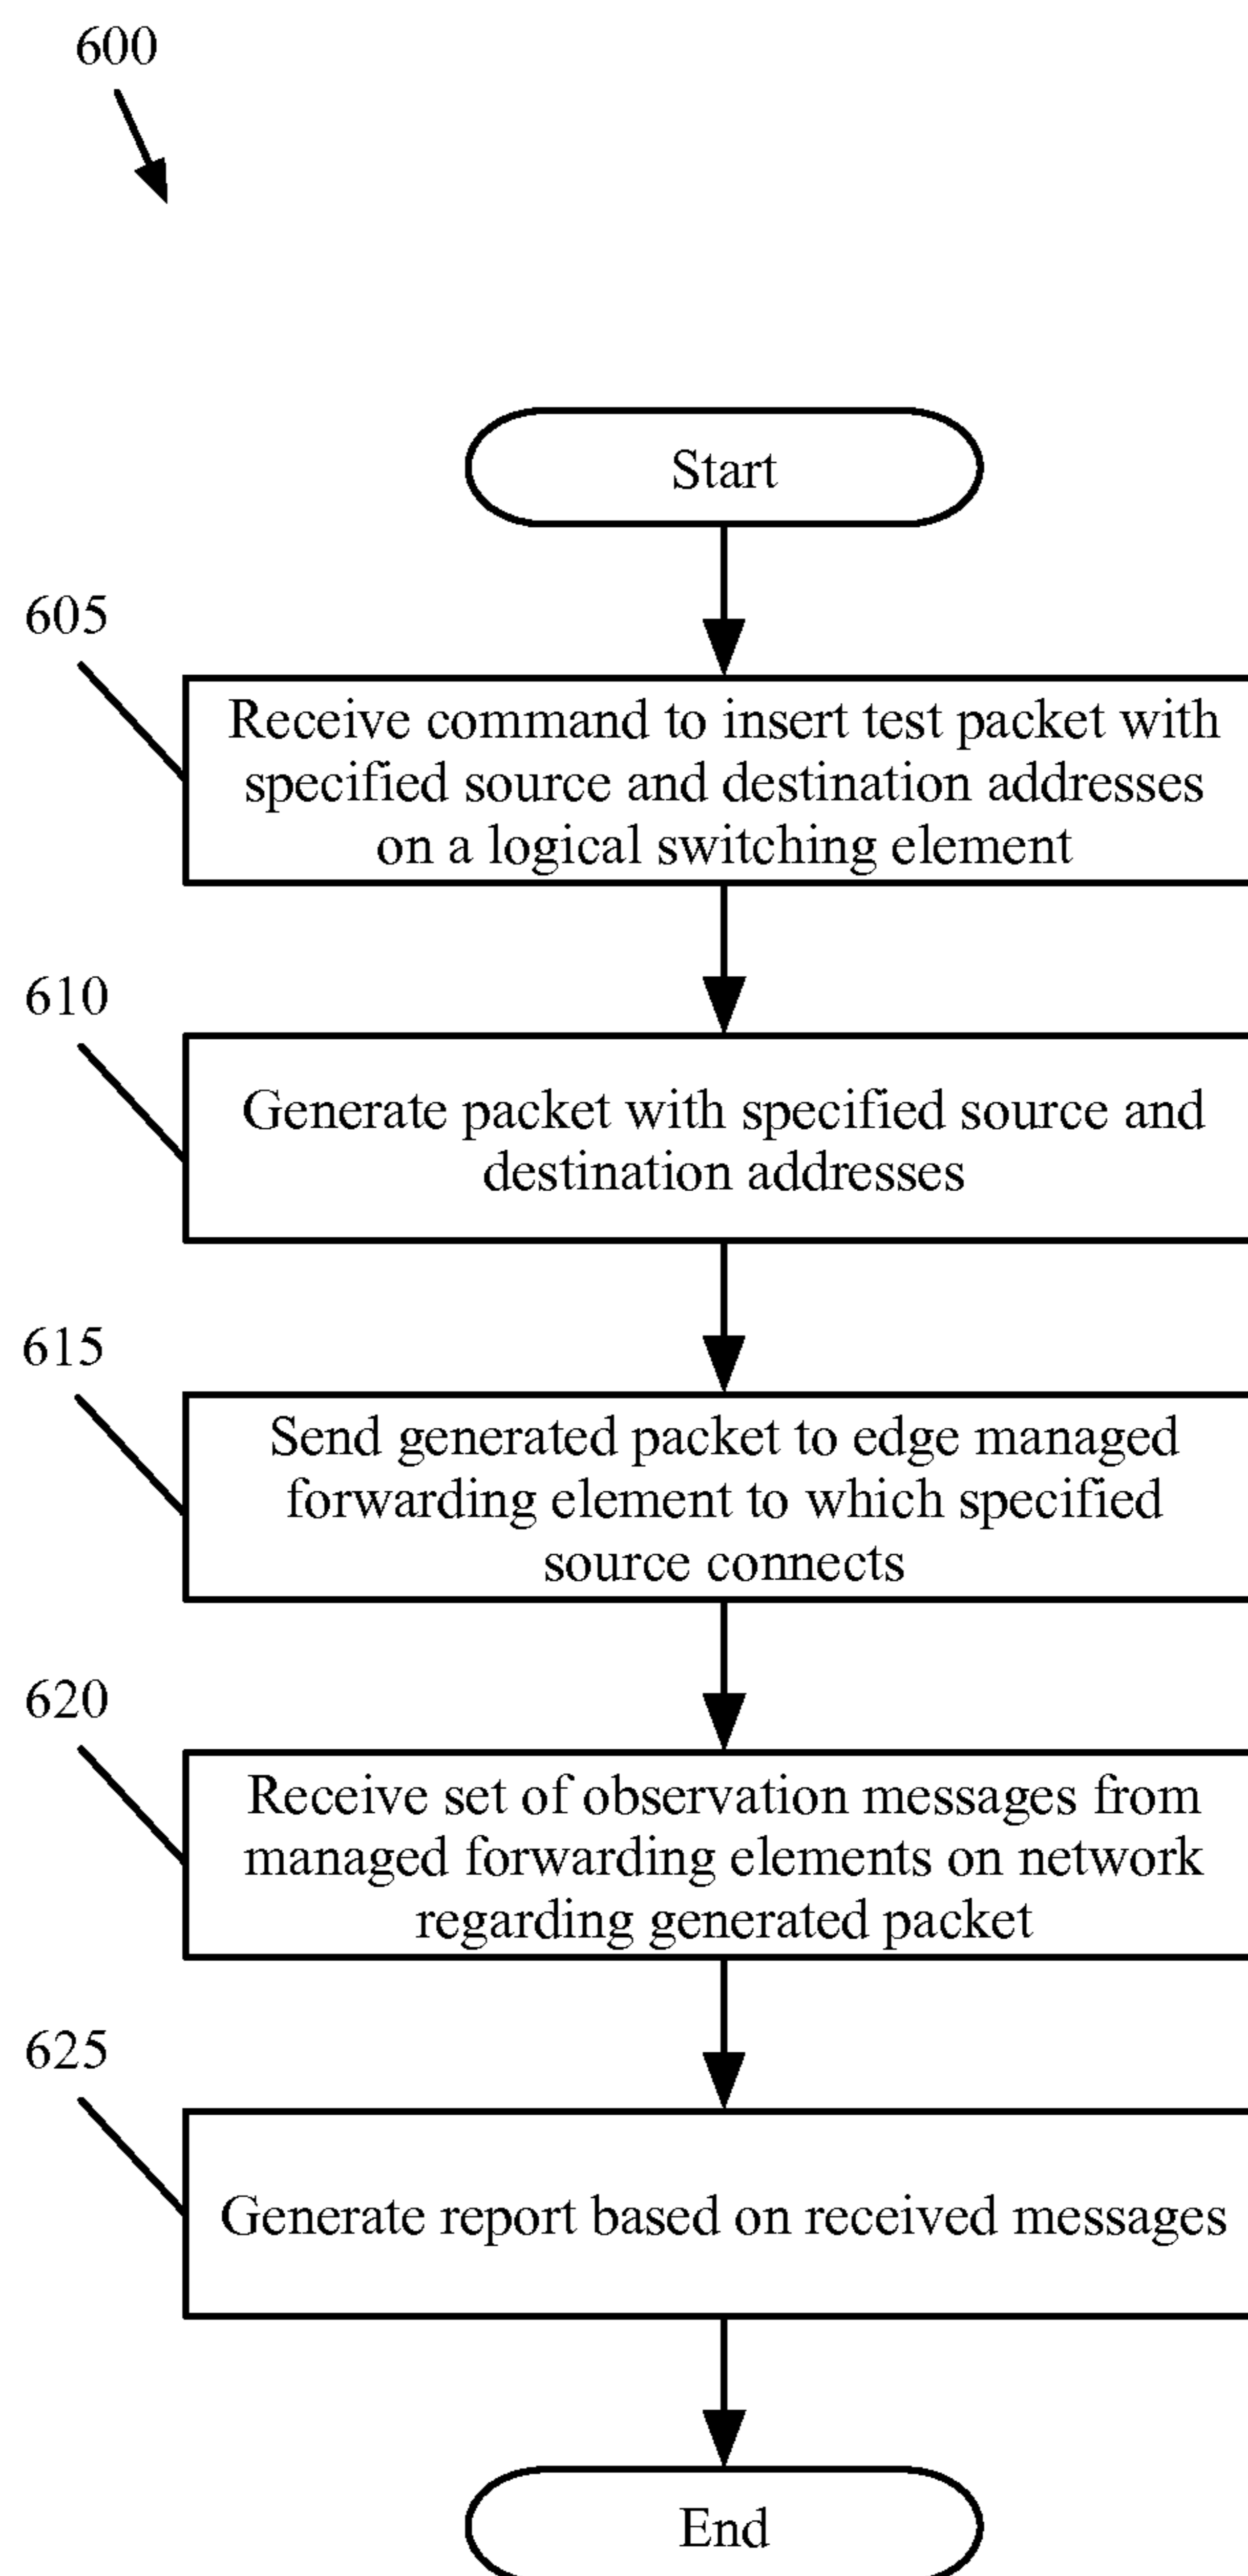 600
Start
605
Receive command to insert test packet with
specified source and destination addresses
on a logical switching element
610
Generate packet with specified source and
destination addresses
615
Send generated packet to edge managed
forwarding element to which specified
source connects
620
Receive set of observation messages from
managed forwarding elements on network
regarding generated packet
625
Generate report based on received messages
End